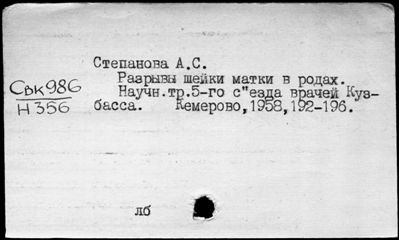 Степанова А.С.
Разрывы шейки матки в родах.
Научн.тр.5-го с"езда врачей Куз-
басса. Кемерово,1958,192-196.
Свк986
Н356
лб